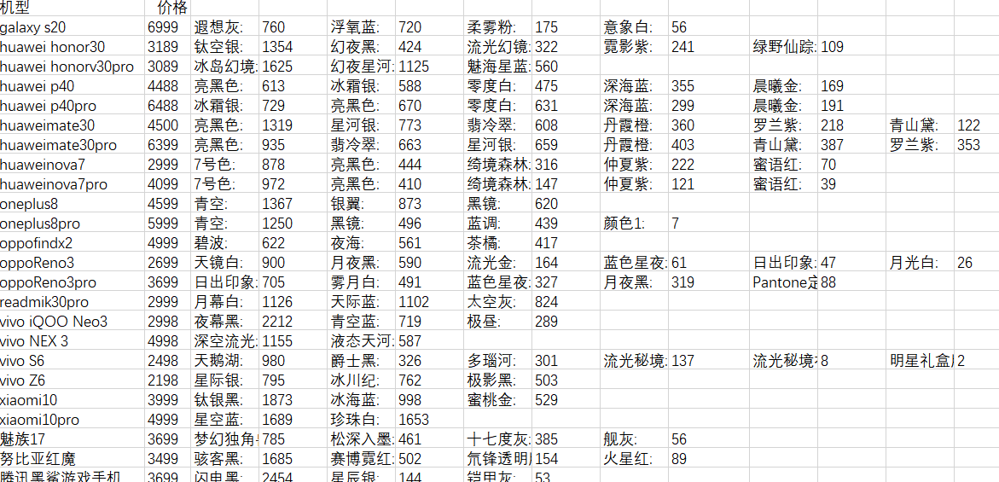 机型 价格
galaxy s20 6999 遐想灰: 760 浮氧蓝: 720 柔雾粉: 175 意象白: 56
huawei honor30 3189 钛空银: 1354 幻夜黑: 424 流光幻镜: 322 霓影紫: 241 绿野仙踪: 109
huawei honorv30pro 3089 冰岛幻境: 1625 幻夜星河: 1125 魅海星蓝: 560
huawei p40 4488 亮黑色: 613 冰霜银: 588 零度白: 475 深海蓝: 355 晨曦金: 169
huawei p40pro 6488 冰霜银: 729 亮黑色: 670 零度白: 631 深海蓝: 299 晨曦金: 191
huaweimate30 4500 亮黑色: 1319 星河银: 773 翡冷翠: 608 丹霞橙: 360 罗兰紫: 218 青山黛: 122
huaweimate30pro 6399 亮黑色: 935 翡冷翠: 663 星河银: 659 丹霞橙: 403 青山黛: 387 罗兰紫: 353
huaweinova7 2999 7号色: 878 亮黑色: 444 绮境森林: 316 仲夏紫: 222 蜜语红: 70
huaweinova7pro 4099 7号色: 972 亮黑色: 410 绮境森林: 147 仲夏紫: 121 蜜语红: 39
oneplus8 4599 青空: 1367 银翼: 873 黑镜: 620
oneplus8pro 5999 青空: 1250 黑镜: 496 蓝调: 439 颜色1: 7
oppofindx2 4999 碧波: 622 夜海: 561 茶橘: 417
oppoReno3 2699 天镜白: 900 月夜黑: 590 流光金: 164 蓝色星夜: 61 日出印象: 47 月光白: 26
oppoReno3pro 3699 日出印象: 705 雾月白: 491 蓝色星夜: 327 月夜黑: 319 Pantone定 88
readmik30pro 2999 月幕白: 1126 天际蓝: 1102 太空灰: 824
vivo iQOO Neo3 2998 夜幕黑: 2212 青空蓝: 719 极昼: 289
vivo NEX 3 4998 深空流光: 1155 液态天河: 587
vivo S6 2498 天鹅湖: 980 爵士黑: 326 多瑙河: 301 流光秘境: 137 流光秘境 8 明星礼盒 2
vivo Z6 2198 星际银: 795 冰川纪: 762 极影黑: 503
xiaomi10 3999 钛银黑: 1873 冰海蓝: 998 蜜桃金: 529
xiaomi10pro 4999 星空蓝: 1689 珍珠白: 1653
魅族17 3699 梦幻独角 785 松深入墨: 461 十七度灰: 385 舰灰: 56
努比亚红魔 3499 骇客黑: 1685 赛博霓红: 502 氘锋透明 154 火星红: 89
腾讯黑鲨游戏手机 3699 闪电黑: 2454 星辰银: 144 铠甲灰: 53